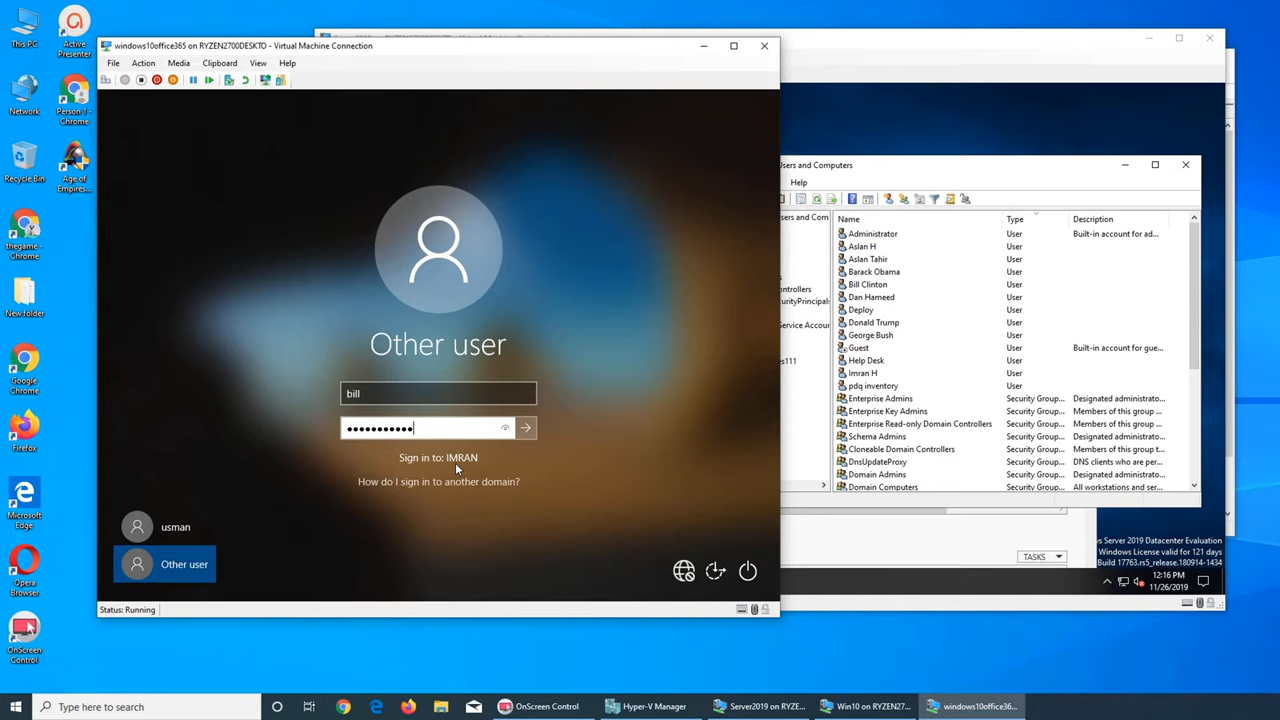 This PC
Active
Presenter
Network
Person 1 -
Chrome
Recycle Bin
Age of
Empires...
thegame -
Chrome
New folder
Google
Chrome
Firefox
Microsoft
Edge
Opera
Browser
OnScreen
Control
windows10office365 on RYZEN2700DESKTO - Virtual Machine Connection
File Action Media Clipboard View Help
Other user
bill
Sign in to: IMRAN
How do I sign in to another domain?
usman
Other user
Status: Running
Users and Computers
Help
sers and Com
Name Type Description
Administrator User Built-in account for ad...
Aslan H User
Aslan Tahir User
Barack Obama User
Bill Clinton User
Dan Hameed User
Deploy User
Donald Trump User
George Bush User
Guest User Built-in account for gue...
Help Desk User
Imran H User
pdq inventory User
Enterprise Admins Security Group... Designated administrato...
Enterprise Key Admins Security Group... Members of this group ...
Enterprise Read-only Domain Controllers Security Group... Members of this group ...
Schema Admins Security Group... Designated administrato...
Cloneable Domain Controllers Security Group... Members of this group t...
DnsUpdateProxy Security Group... DNS clients who are per...
Domain Admins Security Group... Designated administrato...
Domain Computers Security Group... All workstations and ser...
ontrollers
curityPrincipals
ervice Accou
s111
TASKS
s Server 2019 Datacenter Evaluation
Windows License valid for 121 days
Build 17763.rs5_release.180914-1434
12:16 PM
11/26/2019
Type here to search
OnScreen Control
Hyper-V Manager
Server2019 on RYZE...
Win10 on RYZEN27...
windows10office36...